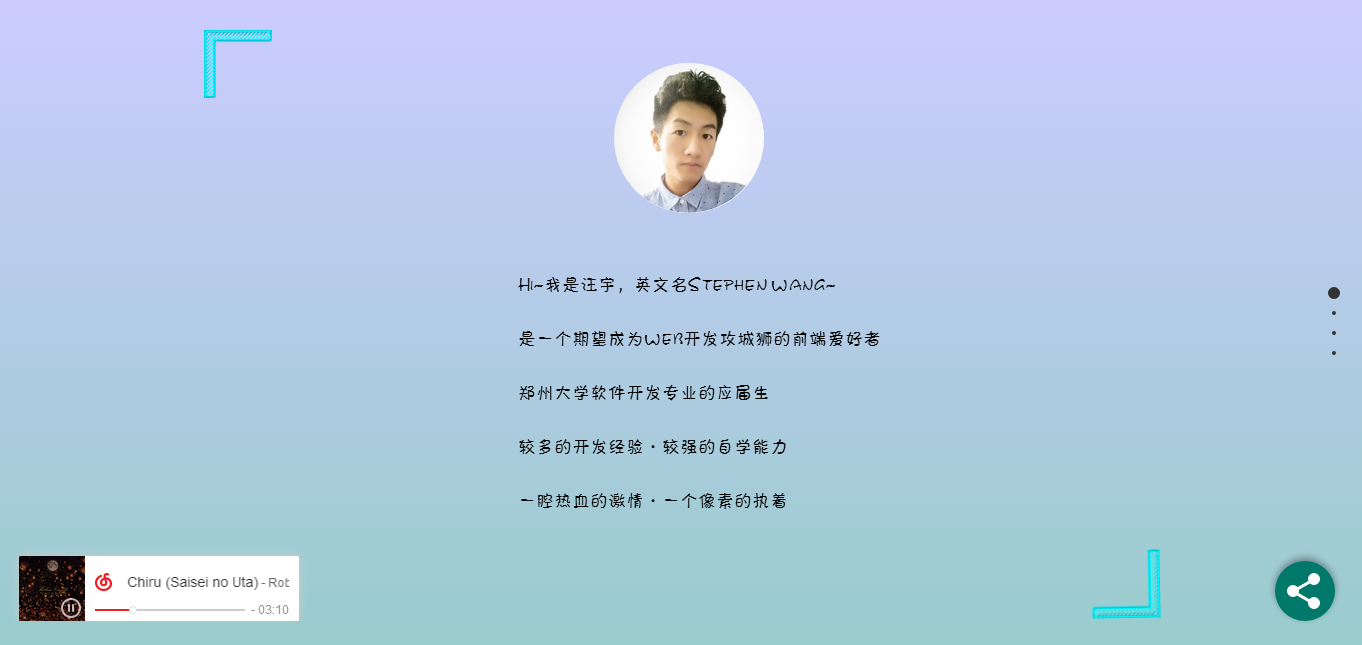 Hi~我是汪宇，英文名Stephen Wang~
是一个期望成为WEB开发攻城狮的前端爱好者
郑州大学软件开发专业的应届生
较多的开发经验·较强的自学能力
一腔热血的激情·一个像素的执着
Chiru (Saisei no Uta) - Rob
- 03:10